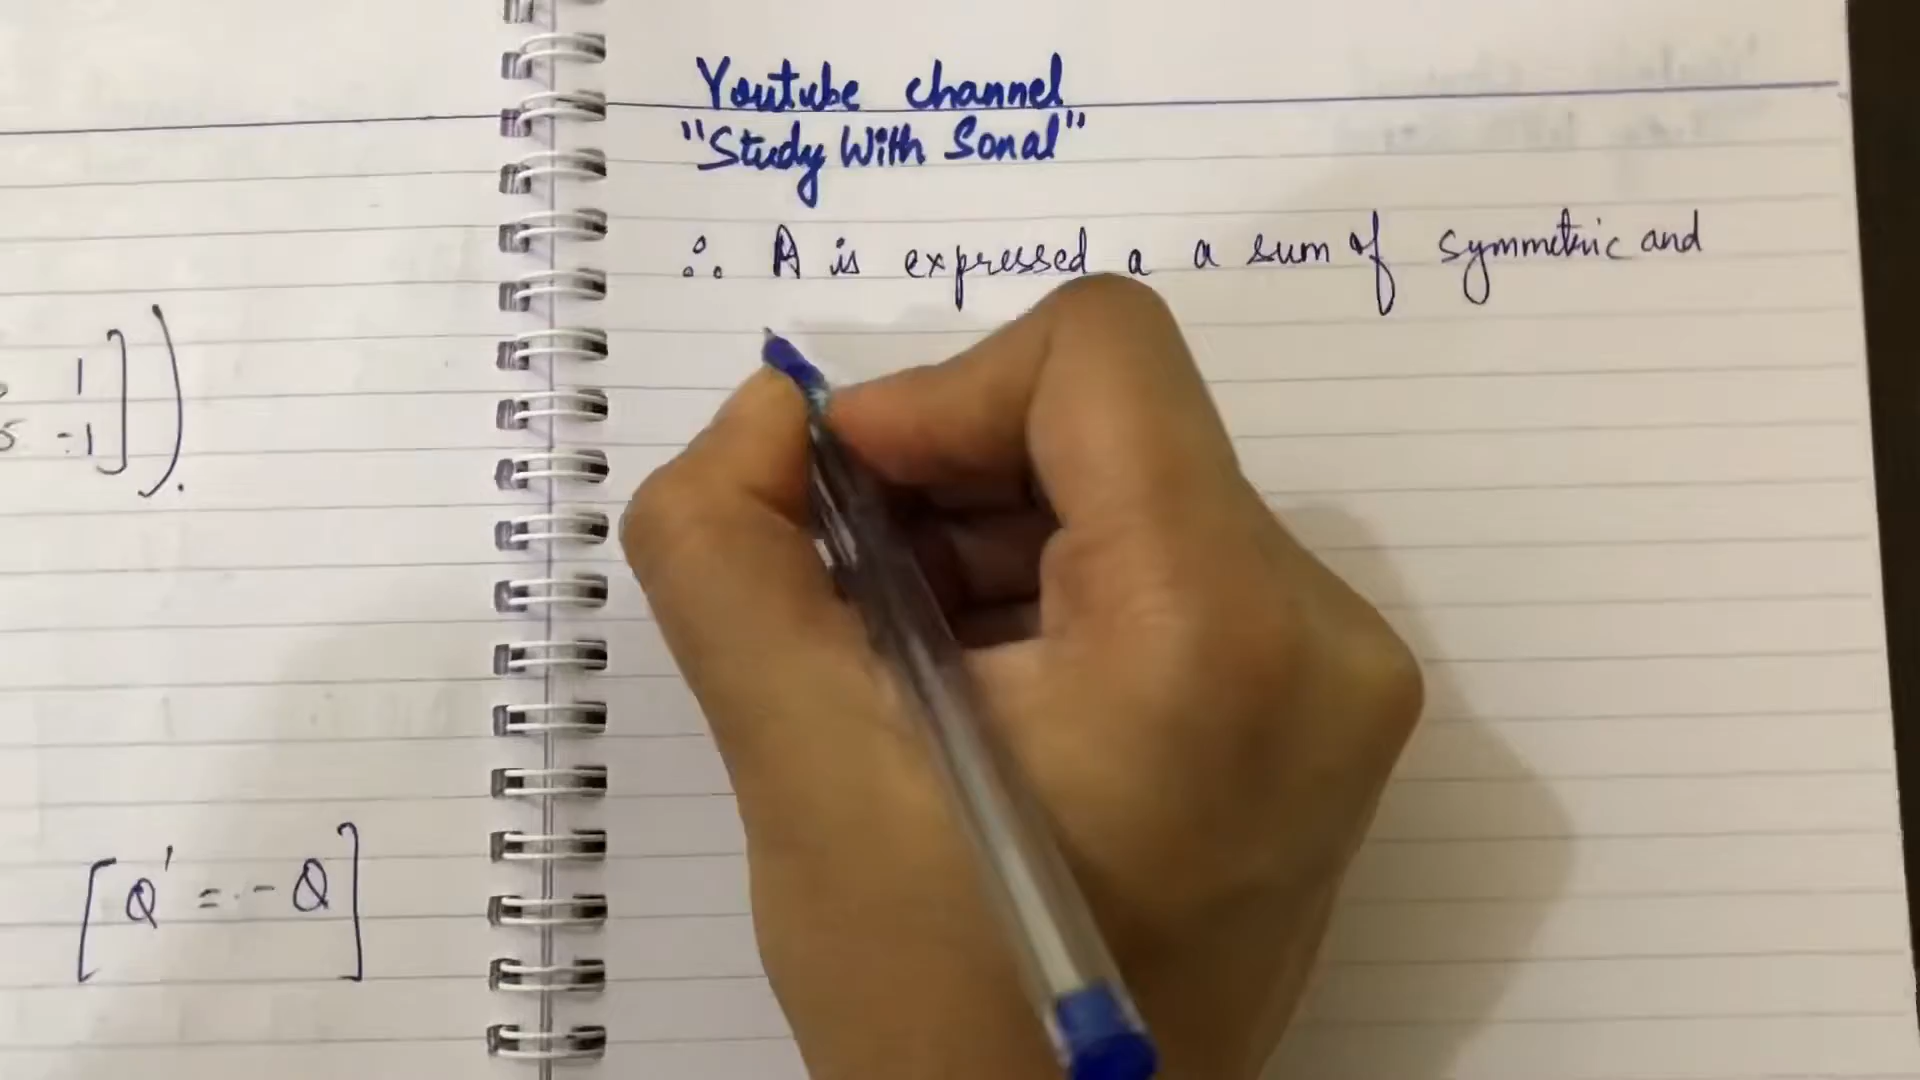 Youtube channel
"Study With Sonal"
∴ A is expressed a a sum of symmetric and
1
5 -1
[Q' = - Q]